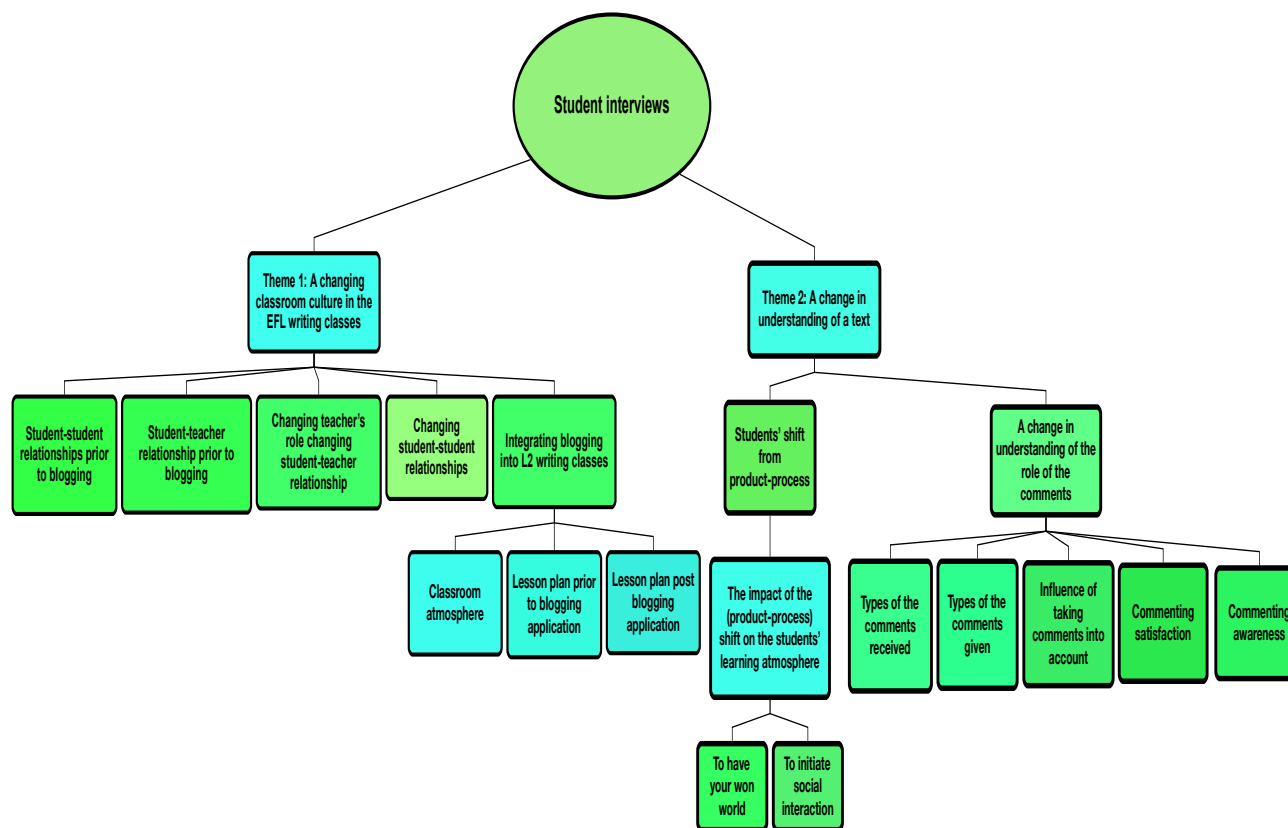 Student interviews
Theme 1: A changing
classroom culture in the
EFL writing classes
Theme 2: A change in
understanding of a text
Student-student
relationships prior
to blogging
Student-teacher
relationship prior to
blogging
Changing teacher's
role changing
student-teacher
relationship
Changing
student-student
relationships
Integrating blogging
into L2 writing classes
Students' shift
from
product-process
A change in
understanding of the
role of the
comments
Classroom
atmosphere
Lesson plan prior
to blogging
application
Lesson plan post
blogging
application
The impact of the
(product-process)
shift on the students'
learning atmosphere
Types of the
comments
received
Types of the
comments
given
Influence of
taking
comments into
account
Commenting
satisfaction
Commenting
awareness
To have
your won
world
To initiate
social
interaction